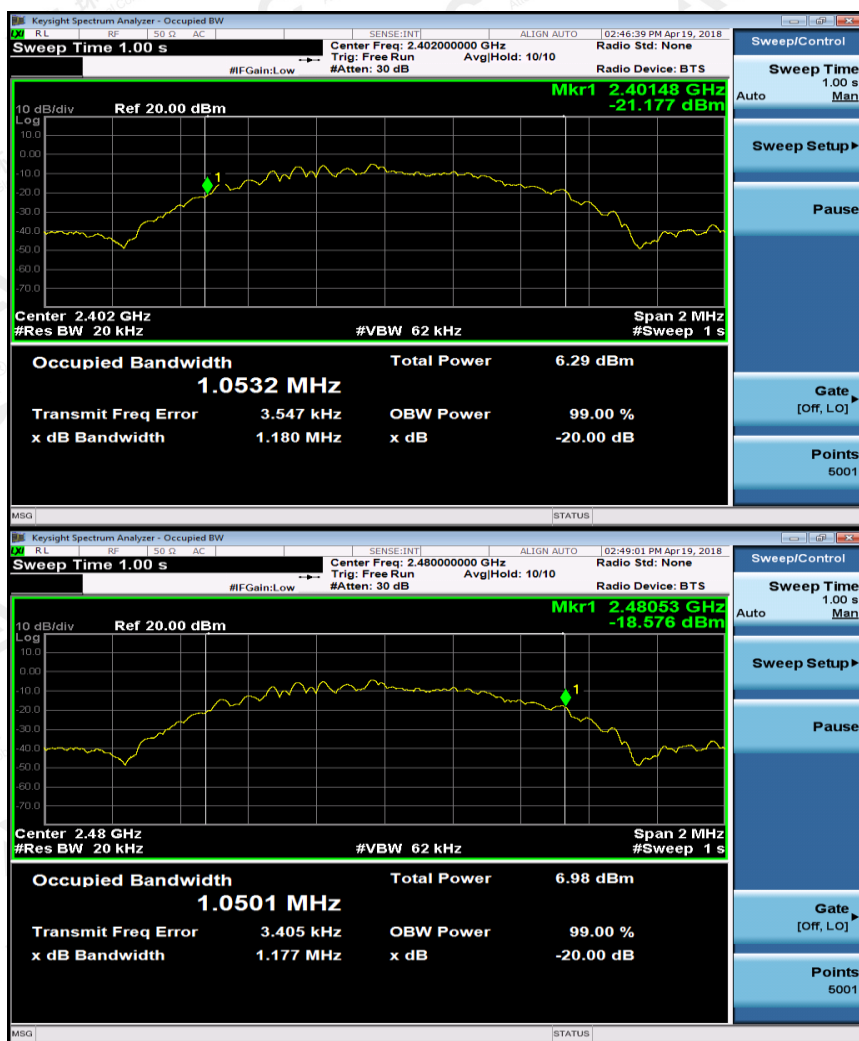 Keysight Spectrum Analyzer - Occupied BW
LXI RL RF 50 Ω AC SENSE:INT ALIGN AUTO 02:46:39 PM Apr 19, 2018
Sweep Time 1.00 s Center Freq: 2.402000000 GHz Radio Std: None
Trig: Free Run Avg|Hold: 10/10
#IFGain:Low #Atten: 30 dB Radio Device: BTS
Mkr1 2.40148 GHz
-21.177 dBm
10 dB/div Ref 20.00 dBm
Log
10.0
0.00
-10.0
-20.0
-30.0
-40.0
-50.0
-60.0
-70.0
1
Center 2.402 GHz Span 2 MHz
#Res BW 20 kHz #VBW 62 kHz #Sweep 1 s
Occupied Bandwidth Total Power 6.29 dBm
1.0532 MHz
Transmit Freq Error 3.547 kHz OBW Power 99.00 %
x dB Bandwidth 1.180 MHz x dB -20.00 dB
MSG STATUS
Sweep/Control
Sweep Time
1.00 s
Auto Man
Sweep Setup
Pause
Gate
[Off, LO]
Points
5001
Keysight Spectrum Analyzer - Occupied BW
LXI RL RF 50 Ω AC SENSE:INT ALIGN AUTO 02:49:01 PM Apr 19, 2018
Sweep Time 1.00 s Center Freq: 2.480000000 GHz Radio Std: None
Trig: Free Run Avg|Hold: 10/10
#IFGain:Low #Atten: 30 dB Radio Device: BTS
Mkr1 2.48053 GHz
-18.576 dBm
10 dB/div Ref 20.00 dBm
Log
10.0
0.00
-10.0
-20.0
-30.0
-40.0
-50.0
-60.0
-70.0
1
Center 2.48 GHz Span 2 MHz
#Res BW 20 kHz #VBW 62 kHz #Sweep 1 s
Occupied Bandwidth Total Power 6.98 dBm
1.0501 MHz
Transmit Freq Error 3.405 kHz OBW Power 99.00 %
x dB Bandwidth 1.177 MHz x dB -20.00 dB
MSG STATUS
Sweep/Control
Sweep Time
1.00 s
Auto Man
Sweep Setup
Pause
Gate
[Off, LO]
Points
5001